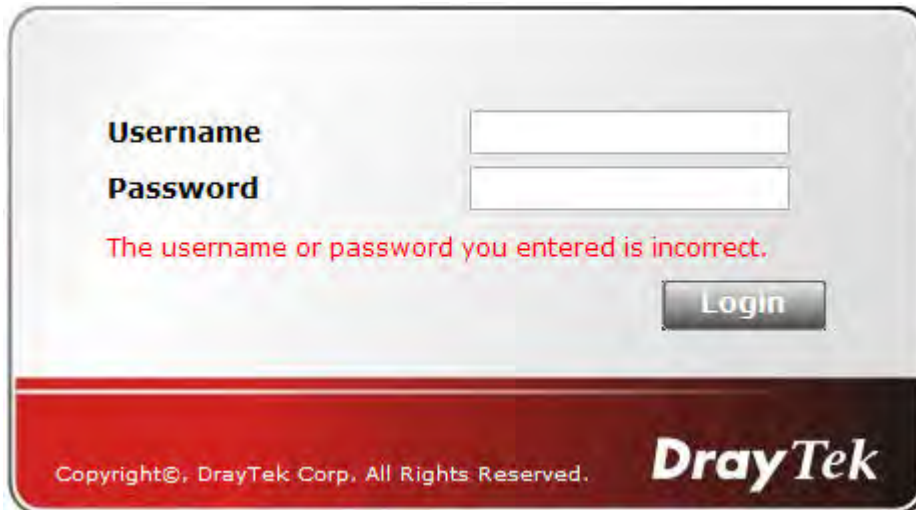 Username
Password
The username or password you entered is incorrect.
Login
Copyright©, DrayTek Corp. All Rights Reserved.
DrayTek